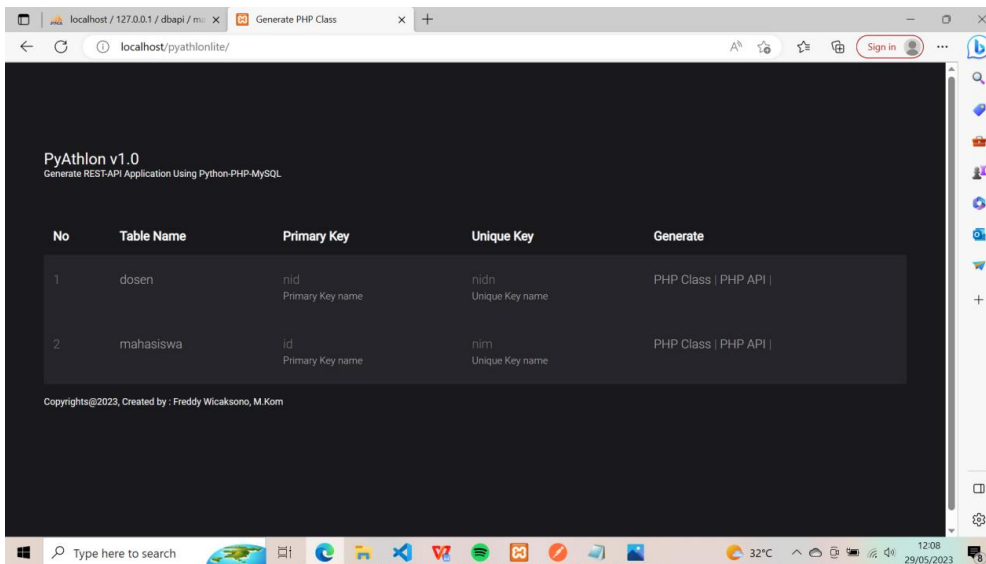 localhost / 127.0.0.1 / dbapi / ma
Generate PHP Class
localhost/pyathlonlite/
Sign in
PyAthlon v1.0
Generate REST-API Application Using Python-PHP-MySQL
No Table Name Primary Key Unique Key Generate
1 dosen nid nidn PHP Class | PHP API |
Primary Key name Unique Key name
2 mahasiswa id nim PHP Class | PHP API |
Primary Key name Unique Key name
Copyrights@2023, Created by : Freddy Wicaksono, M.Kom
Type here to search
32°C
12:08
29/05/2023
8